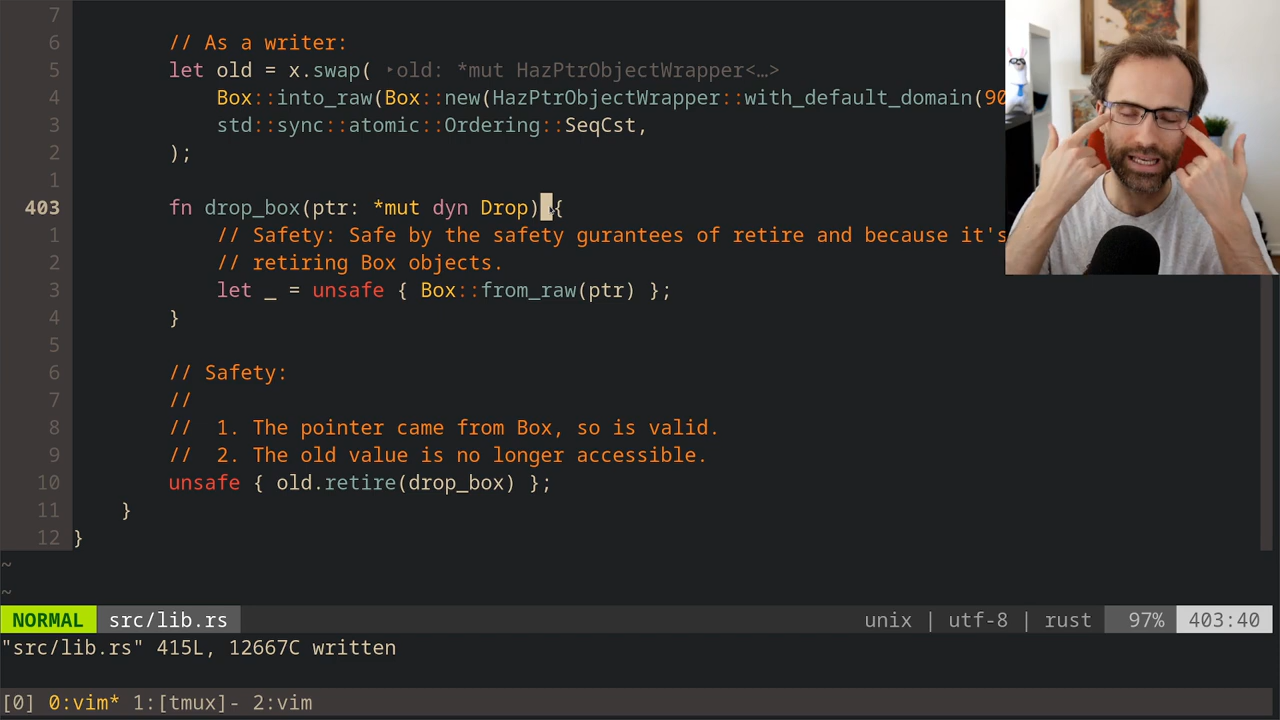 7
6 // As a writer:
5 let old = x.swap( ‣old: *mut HazPtrObjectWrapper<…>
4 Box::into_raw(Box::new(HazPtrObjectWrapper::with_default_domain(90
3 std::sync::atomic::Ordering::SeqCst,
2 );
1
403 fn drop_box(ptr: *mut dyn Drop) {
1 // Safety: Safe by the safety gurantees of retire and because it's
2 // retiring Box objects.
3 let _ = unsafe { Box::from_raw(ptr) };
4 }
5
6 // Safety:
7 //
8 //  1. The pointer came from Box, so is valid.
9 //  2. The old value is no longer accessible.
10 unsafe { old.retire(drop_box) };
11 }
12 }
~
~
NORMAL src/lib.rs unix | utf-8 | rust 97% 403:40
"src/lib.rs" 415L, 12667C written
[0] 0:vim* 1:[tmux]- 2:vim